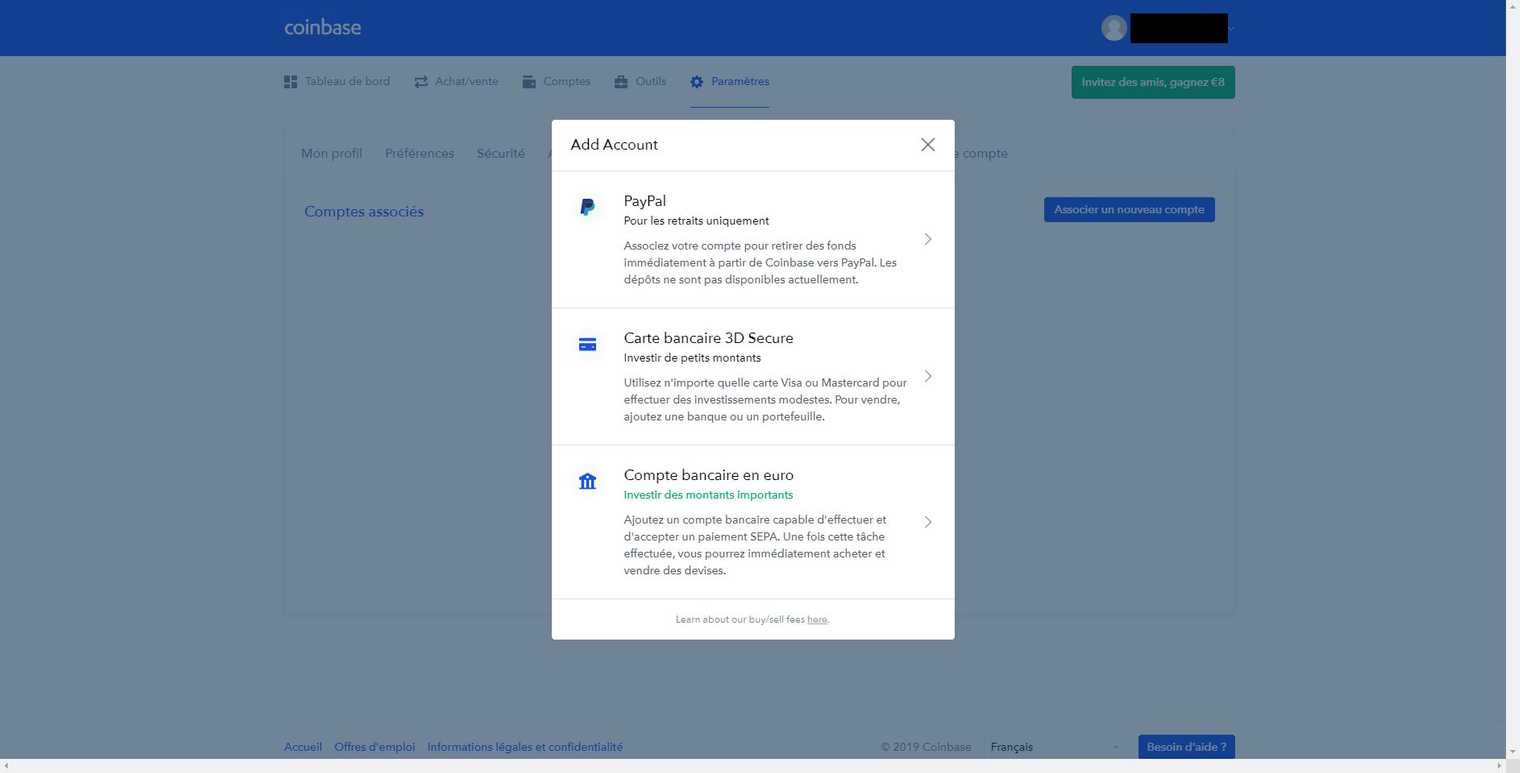 coinbase
Tableau de bord
Achat/vente
Comptes
Outils
Paramètres
Invitez des amis, gagnez €8
Mon profil
Préférences
Sécurité
compte
Comptes associés
Associer un nouveau compte
Add Account
PayPal
Pour les retraits uniquement
Associez votre compte pour retirer des fonds
immédiatement à partir de Coinbase vers PayPal. Les
dépôts ne sont pas disponibles actuellement.
Carte bancaire 3D Secure
Investir de petits montants
Utilisez n'importe quelle carte Visa ou Mastercard pour
effectuer des investissements modestes. Pour vendre,
ajoutez une banque ou un portefeuille.
Compte bancaire en euro
Investir des montants importants
Ajoutez un compte bancaire capable d'effectuer et
d'accepter un paiement SEPA. Une fois cette tâche
effectuée, vous pourrez immédiatement acheter et
vendre des devises.
Learn about our buy/sell fees here.
Accueil
Offres d'emploi
Informations légales et confidentialité
© 2019 Coinbase
Français
Besoin d'aide ?